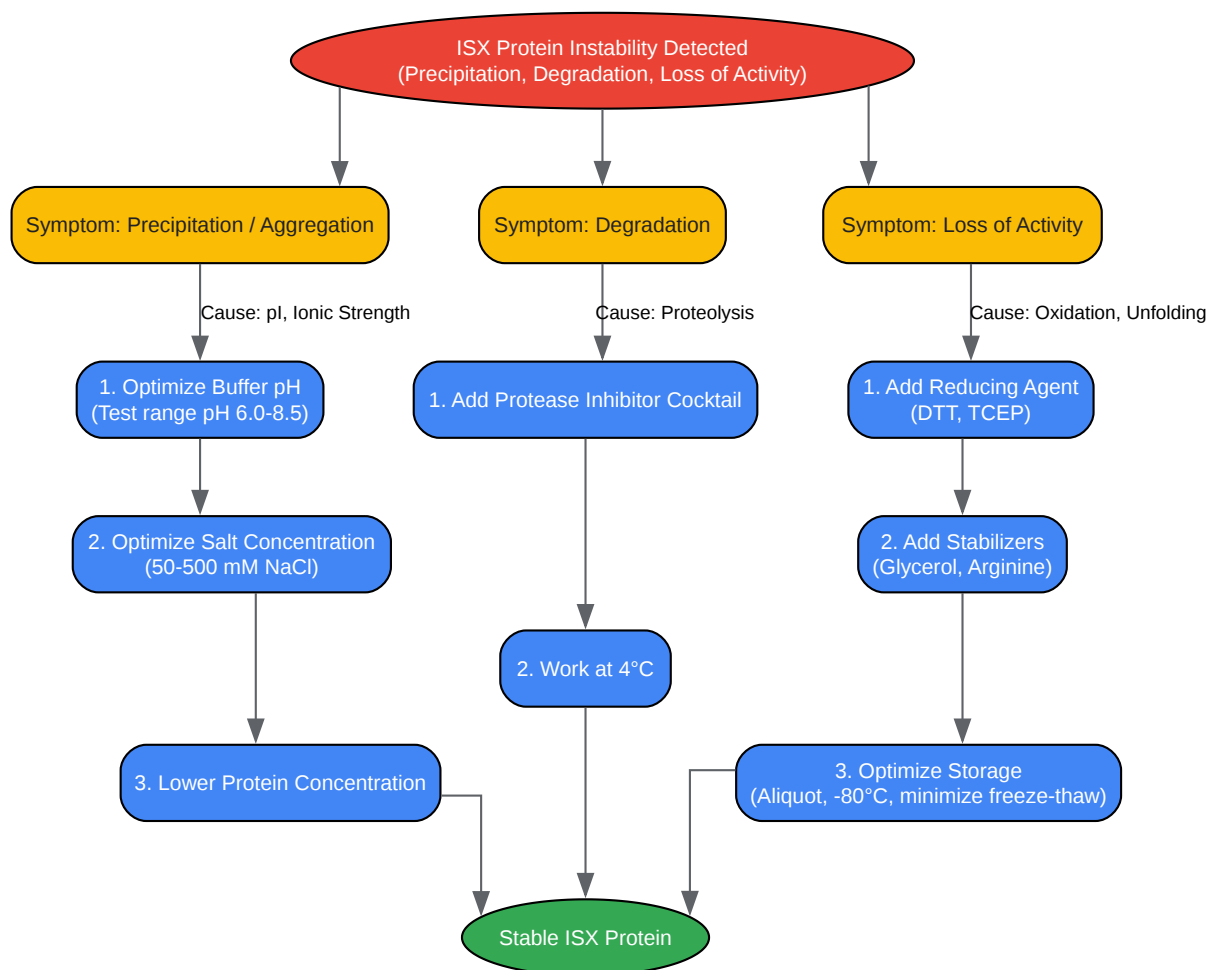 ISX Protein Instability Detected
(Precipitation, Degradation, Loss of Activity)
Symptom: Precipitation / Aggregation
Symptom: Degradation
Symptom: Loss of Activity
Cause: pI, Ionic Strength
Cause: Proteolysis
Cause: Oxidation, Unfolding
1. Optimize Buffer pH
(Test range pH 6.0-8.5)
1. Add Protease Inhibitor Cocktail
1. Add Reducing Agent
(DTT, TCEP)
2. Optimize Salt Concentration
(50-500 mM NaCl)
2. Add Stabilizers
(Glycerol, Arginine)
2. Work at 4°C
3. Lower Protein Concentration
3. Optimize Storage
(Aliquot, -80°C, minimize freeze-thaw)
Stable ISX Protein